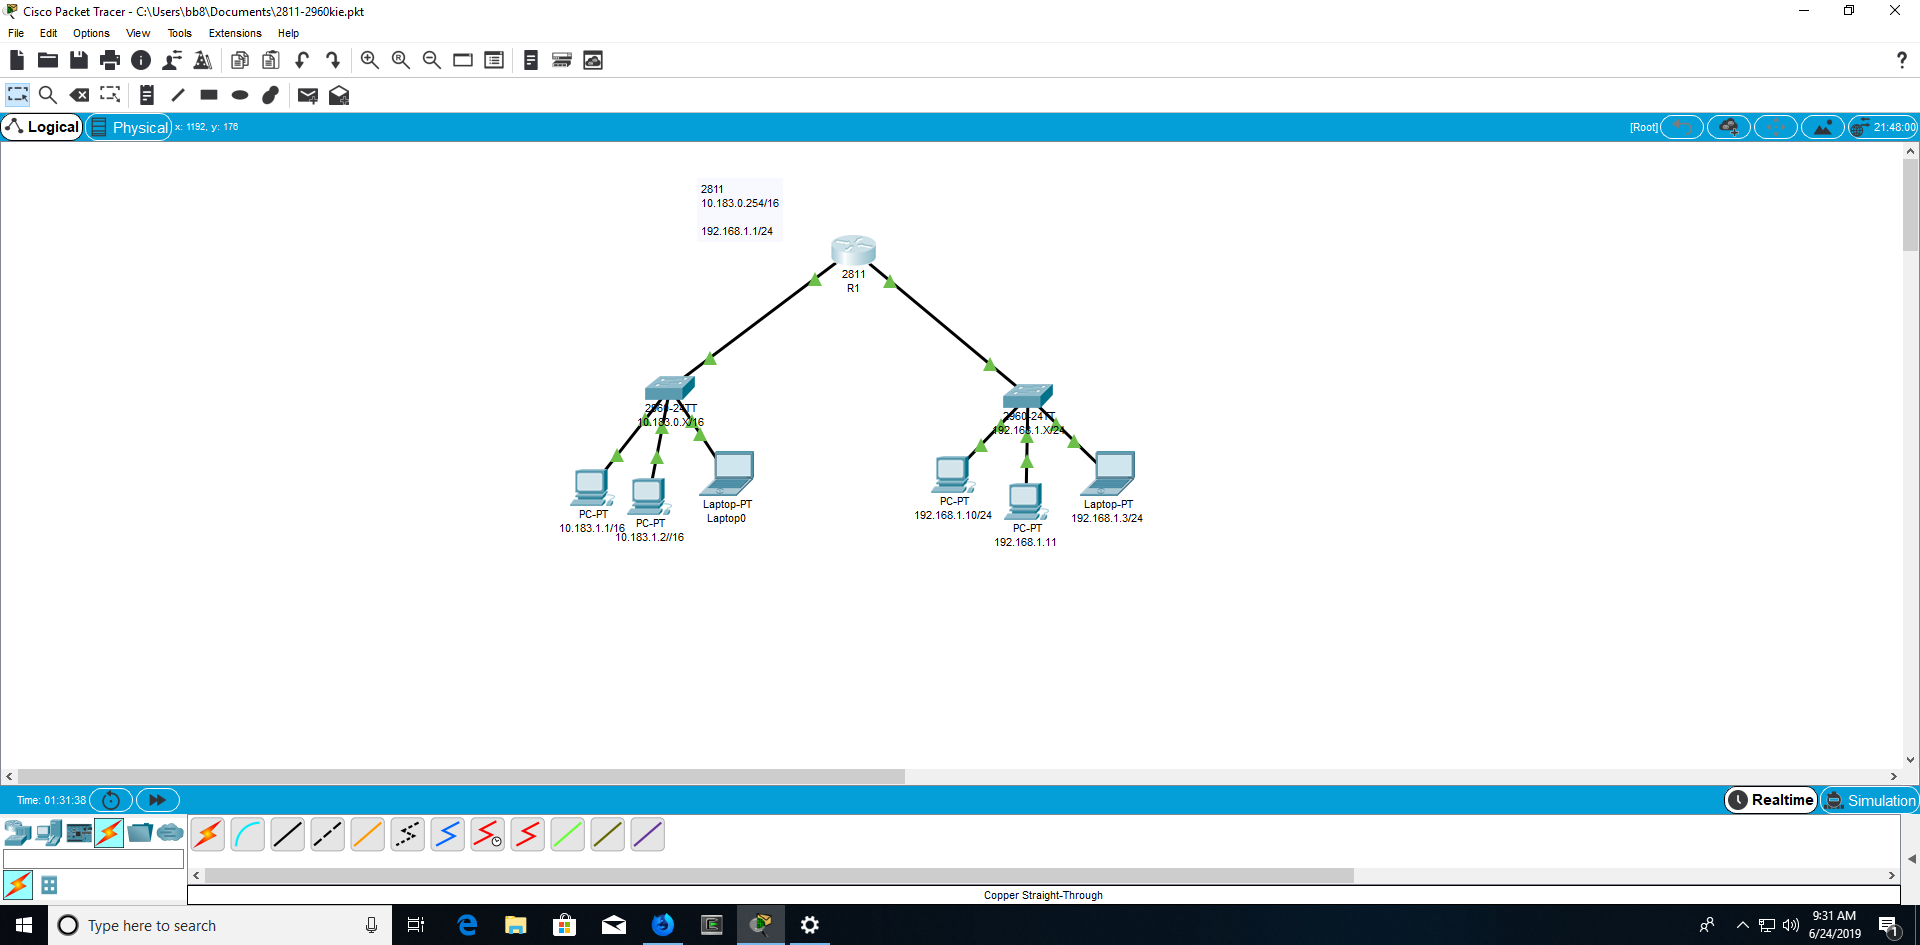 Cisco Packet Tracer - C:\Users\bb8\Documents\2811-2960kie.pkt
File Edit Options View Tools Extensions Help
?
Logical Physical x: 1192, y: 176 [Root] 21:48:00
2811
10.183.0.254/16
192.168.1.1/24
2811
R1
2960-24TT
10.183.0.X/16
2960-24TT
192.168.1.X/24
PC-PT
10.183.1.1/16
PC-PT
10.183.1.2//16
Laptop-PT
Laptop0
PC-PT
192.168.1.10/24
PC-PT
192.168.1.11
Laptop-PT
192.168.1.3/24
Time: 01:31:38 Realtime Simulation
Copper Straight-Through
Type here to search
9:31 AM
6/24/2019
1